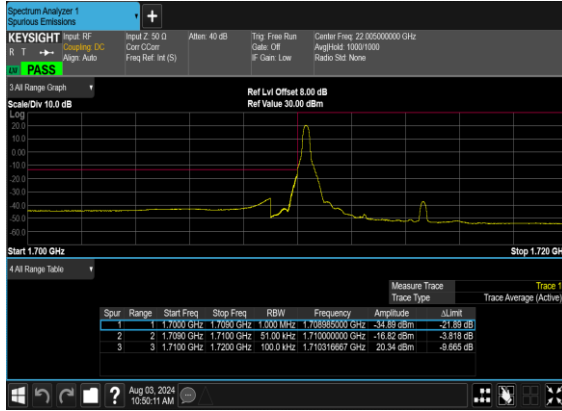 Spectrum Analyzer 1
Spurious Emissions
KEYSIGHT Input: RF Input Z: 50 Ω Atten: 40 dB Trig: Free Run Center Freq: 22.005000000 GHz
R T Coupling: DC Corr CCorr Gate: Off Avg|Hold: 1000/1000
Align: Auto Freq Ref: Int (S) IF Gain: Low Radio Std: None
PASS
3 All Range Graph
Ref Lvl Offset 8.00 dB
Scale/Div 10.0 dB Ref Value 30.00 dBm
Log
20.0
10.0
0.0
-10.0
-20.0
-30.0
-40.0
-50.0
-60.0
Start 1.700 GHz Stop 1.720 GH
4 All Range Table
Measure Trace Trace 1
Trace Type Trace Average (Active)
Spur Range Start Freq Stop Freq RBW Frequency Amplitude ΔLimit
1 1 1.7000 GHz 1.7090 GHz 1.000 MHz 1.708985000 GHz -34.89 dBm -21.89 dB
2 2 1.7090 GHz 1.7100 GHz 51.00 kHz 1.710000000 GHz -16.82 dBm -3.818 dB
3 3 1.7100 GHz 1.7200 GHz 100.0 kHz 1.710316667 GHz 20.34 dBm -9.665 dB
? Aug 03, 2024
10:50:11 AM